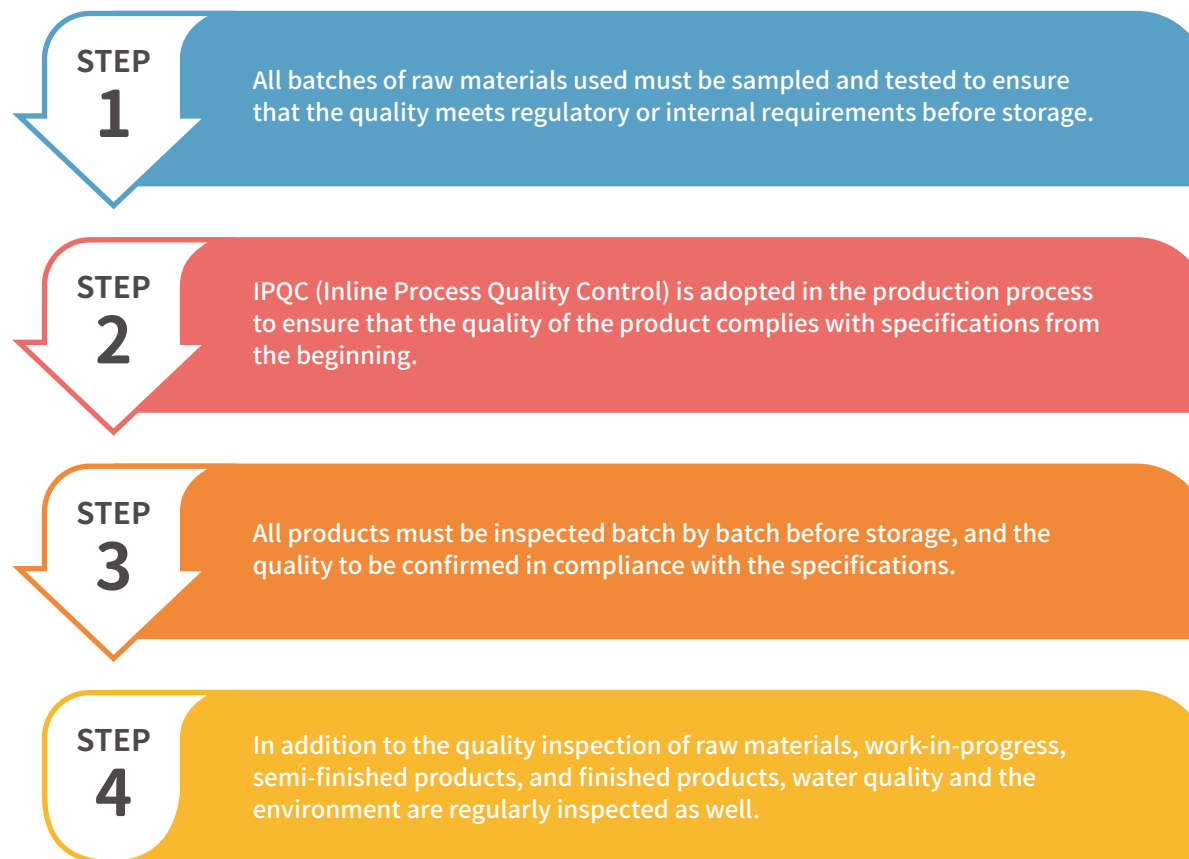 STEP
1
All batches of raw materials used must be sampled and tested to ensure
that the quality meets regulatory or internal requirements before storage.
STEP
2
IPQC (Inline Process Quality Control) is adopted in the production process
to ensure that the quality of the product complies with specifications from
the beginning.
STEP
3
All products must be inspected batch by batch before storage, and the
quality to be confirmed in compliance with the specifications.
STEP
4
In addition to the quality inspection of raw materials, work-in-progress,
semi-finished products, and finished products, water quality and the
environment are regularly inspected as well.